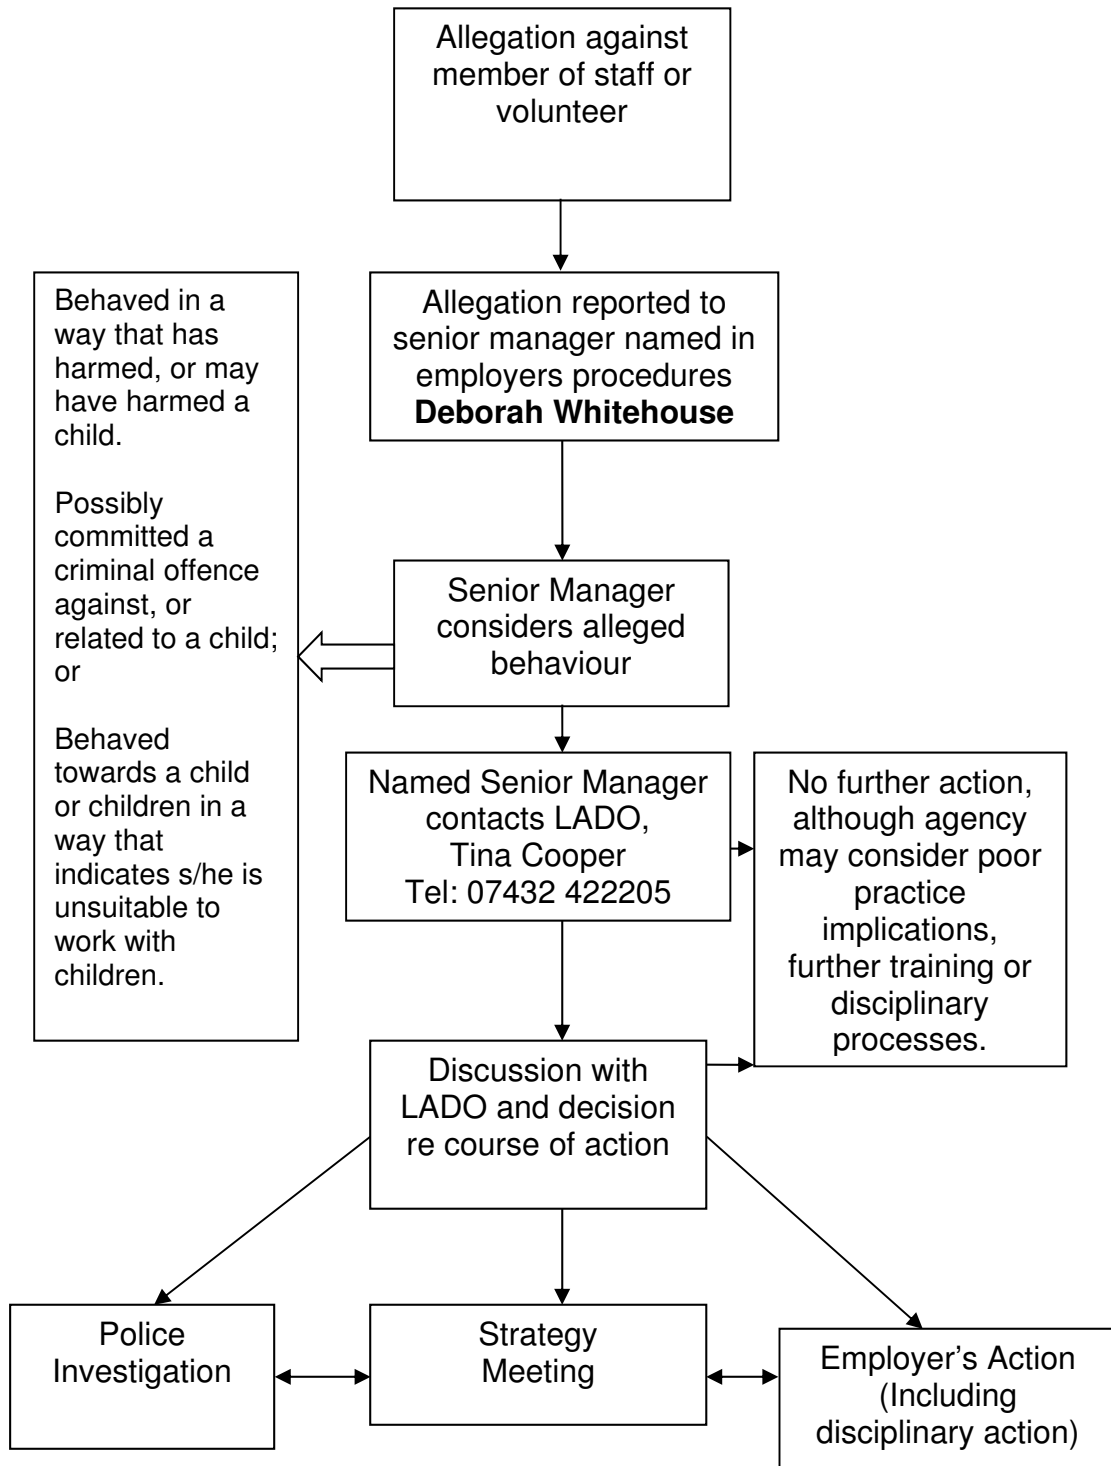 Allegation against
member of staff or
volunteer
Allegation reported to
senior manager named in
employers procedures
Deborah Whitehouse
Behaved in a
way that has
harmed, or may
have harmed a
child.
Possibly
committed a
criminal offence
against, or
related to a child;
or
Behaved
towards a child
or children in a
way that
indicates s/he is
unsuitable to
work with
children.
Senior Manager
considers alleged
behaviour
Named Senior Manager
contacts LADO,
Tina Cooper
Tel: 07432 422205
No further action,
although agency
may consider poor
practice
implications,
further training or
disciplinary
processes.
Discussion with
LADO and decision
re course of action
Police
Investigation
Strategy
Meeting
Employer's Action
(Including
disciplinary action)